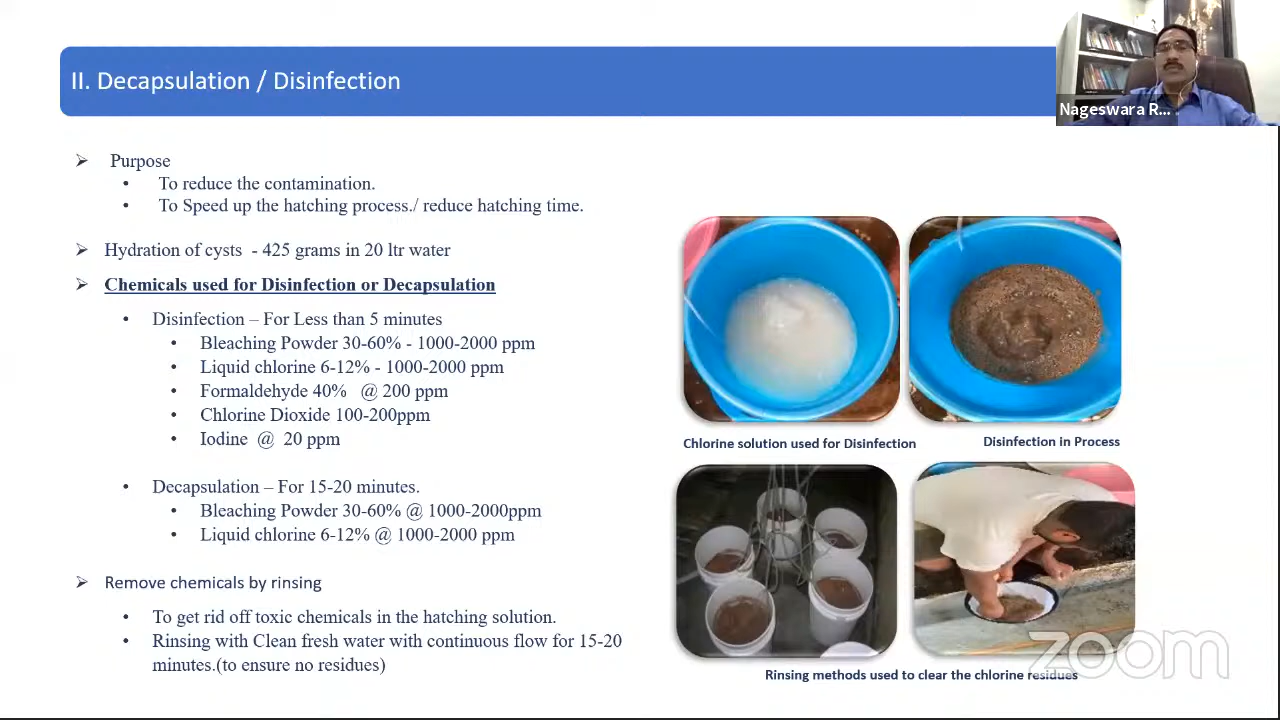 II. Decapsulation / Disinfection
Nageswara R...
Purpose
• To reduce the contamination.
• To Speed up the hatching process./ reduce hatching time.
Hydration of cysts - 425 grams in 20 ltr water
Chemicals used for Disinfection or Decapsulation
• Disinfection – For Less than 5 minutes
• Bleaching Powder 30-60% - 1000-2000 ppm
• Liquid chlorine 6-12% - 1000-2000 ppm
• Formaldehyde 40% @ 200 ppm
• Chlorine Dioxide 100-200ppm
• Iodine @ 20 ppm
• Decapsulation – For 15-20 minutes.
• Bleaching Powder 30-60% @ 1000-2000ppm
• Liquid chlorine 6-12% @ 1000-2000 ppm
Remove chemicals by rinsing
• To get rid off toxic chemicals in the hatching solution.
• Rinsing with Clean fresh water with continuous flow for 15-20
minutes.(to ensure no residues)
Chlorine solution used for Disinfection
Disinfection in Process
Rinsing methods used to clear the chlorine residues
zoom